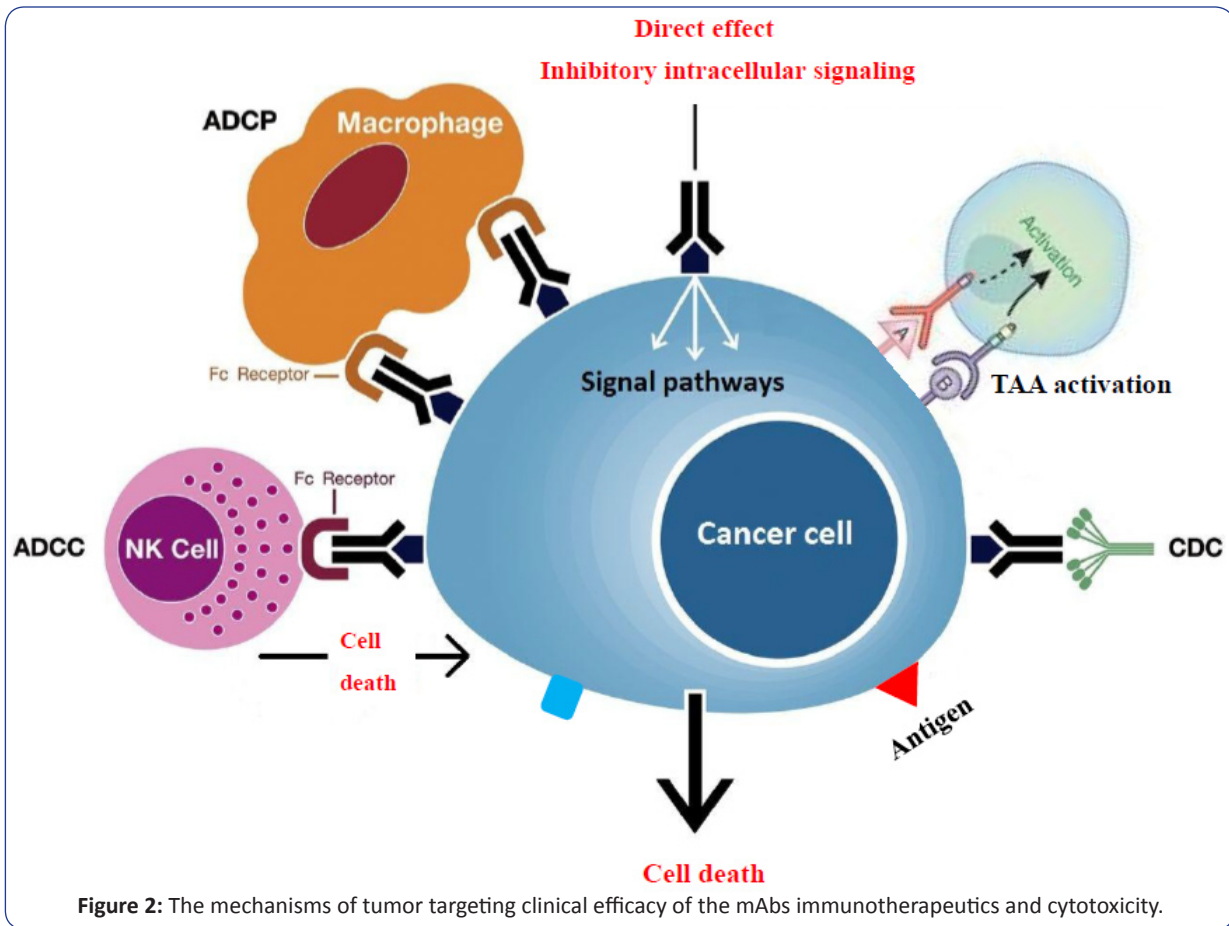 Direct effect
Inhibitory intracellular signaling
ADCP
Macrophage
Activation
Fc Receptor
Signal pathways
A
B
TAA activation
Fc Receptor
ADCC
NK Cell
Cancer cell
CDC
Cell
death
Antigen
Cell death
Figure 2: The mechanisms of tumor targeting clinical efficacy of the mAbs immunotherapeutics and cytotoxicity.